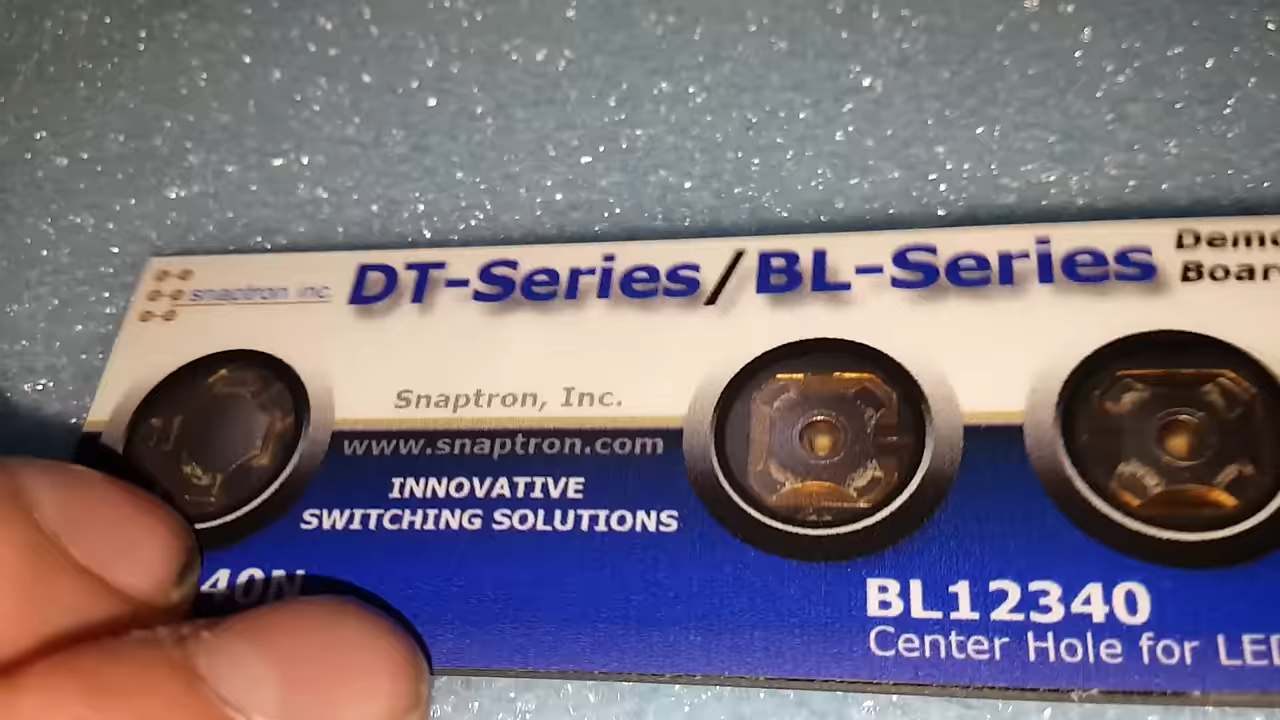 snaptron inc
DT-Series/BL-Series
Snaptron, Inc.
www.snaptron.com
INNOVATIVE
SWITCHING SOLUTIONS
40N
BL12340
Center Hole for